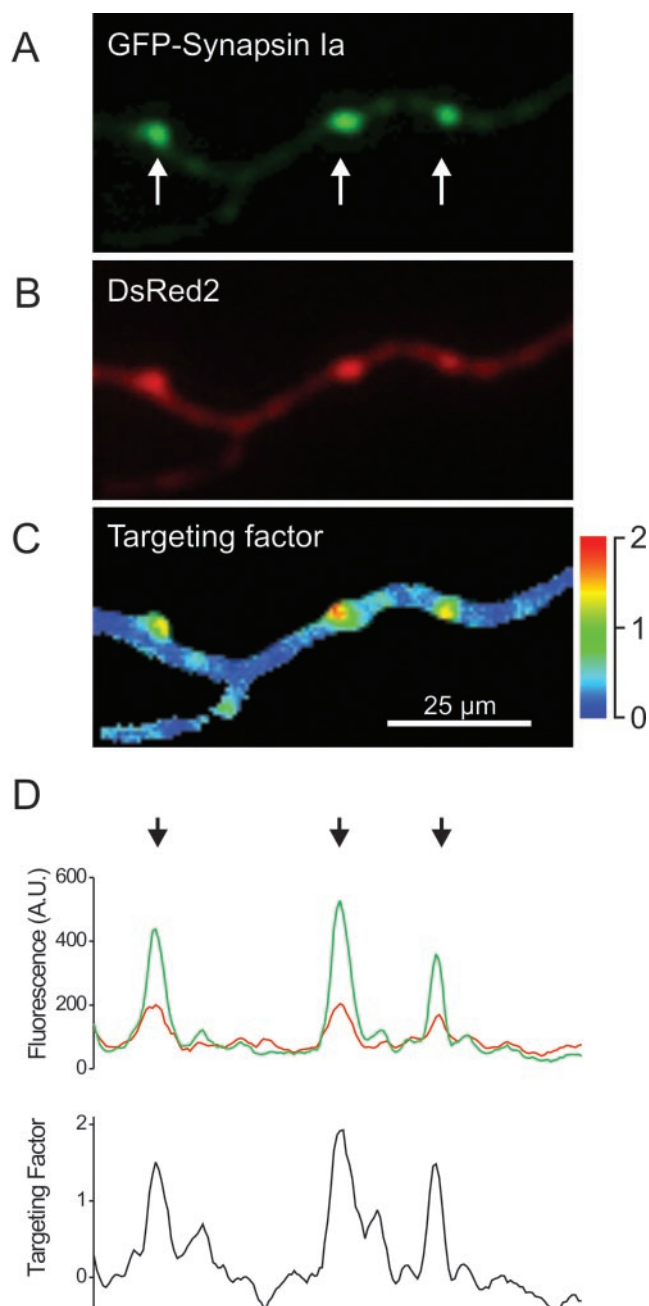 A
GFP-Synapsin Ia
B
DsRed2
C
Targeting factor
2
1
0
25 µm
D
Fluorescence (A.U.)
600
400
200
0
Targeting Factor
2
1
0